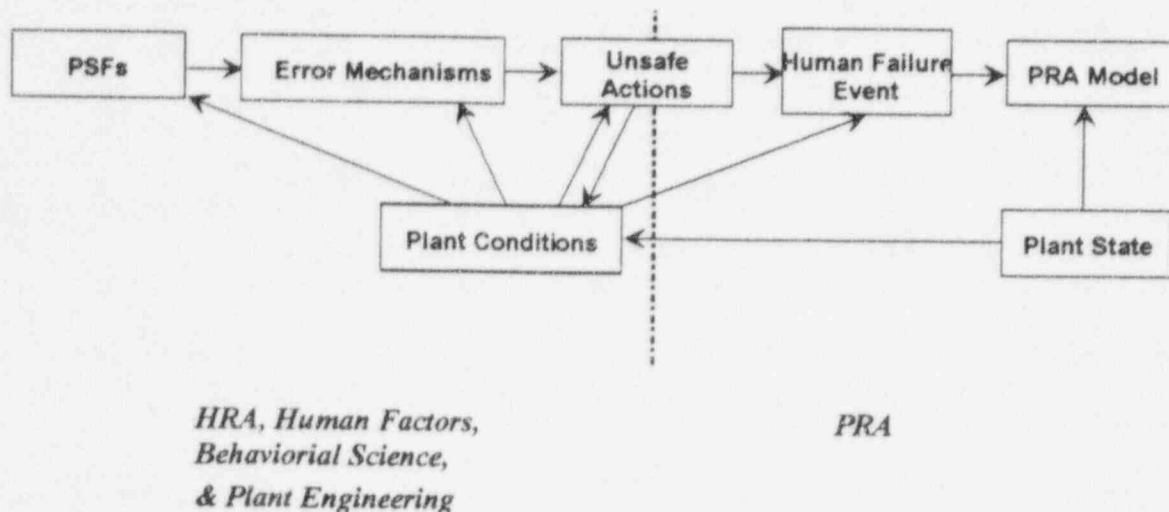 PSFs
Error Mechanisms
Unsafe
Actions
Human Failure
Event
PRA Model
Plant Conditions
Plant State
HRA, Human Factors,
Behaviorial Science,
& Plant Engineering
PRA